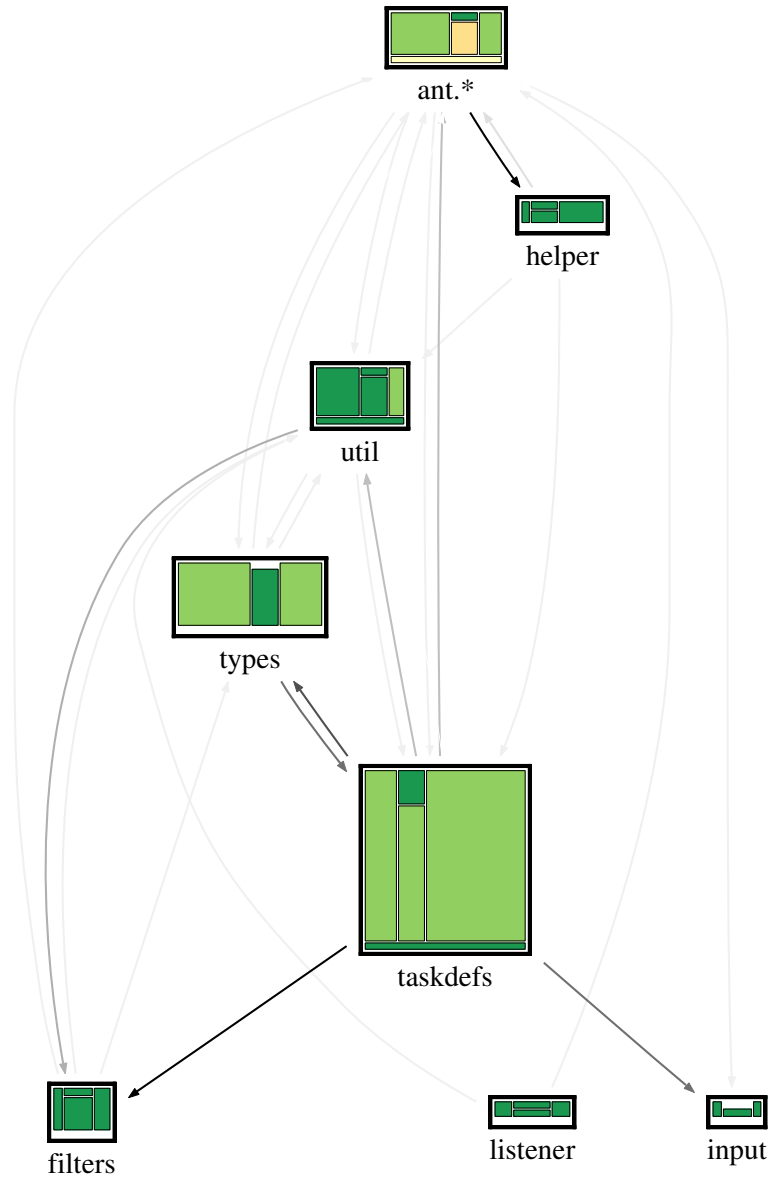 ant.*
helper
util
types
taskdefs
filters
listener
input